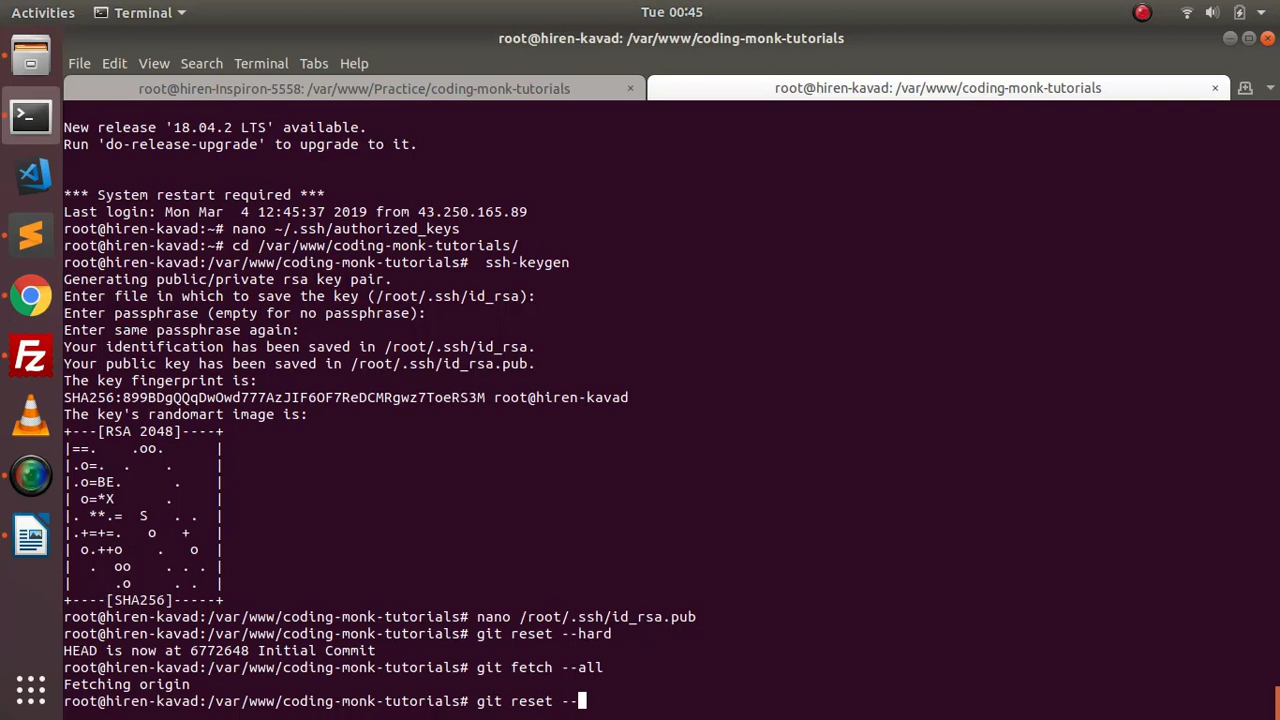 Activities
Terminal
Tue 00:45
root@hiren-kavad: /var/www/coding-monk-tutorials
File Edit View Search Terminal Tabs Help
root@hiren-Inspiron-5558: /var/www/Practice/coding-monk-tutorials ×
root@hiren-kavad: /var/www/coding-monk-tutorials ×
New release '18.04.2 LTS' available.
Run 'do-release-upgrade' to upgrade to it.
*** System restart required ***
Last login: Mon Mar  4 12:45:37 2019 from 43.250.165.89
root@hiren-kavad:~# nano ~/.ssh/authorized_keys
root@hiren-kavad:~# cd /var/www/coding-monk-tutorials/
root@hiren-kavad:/var/www/coding-monk-tutorials#  ssh-keygen
Generating public/private rsa key pair.
Enter file in which to save the key (/root/.ssh/id_rsa):
Enter passphrase (empty for no passphrase):
Enter same passphrase again:
Your identification has been saved in /root/.ssh/id_rsa.
Your public key has been saved in /root/.ssh/id_rsa.pub.
The key fingerprint is:
SHA256:899BDgQQqDwOwd777AzJIF6OF7ReDCMRgwz7ToeRS3M root@hiren-kavad
The key's randomart image is:
+---[RSA 2048]----+
|==.    .oo.      |
|.o=.  .    .     |
|.o=BE.      .    |
| o=*X      .     |
|. **.=  S   . .  |
|.+=+=.   o   +   |
| o.++o    .   o  |
|  .  oo    . . . |
|     .o     . .  |
+----[SHA256]-----+
root@hiren-kavad:/var/www/coding-monk-tutorials# nano /root/.ssh/id_rsa.pub
root@hiren-kavad:/var/www/coding-monk-tutorials# git reset --hard
HEAD is now at 6772648 Initial Commit
root@hiren-kavad:/var/www/coding-monk-tutorials# git fetch --all
Fetching origin
root@hiren-kavad:/var/www/coding-monk-tutorials# git reset --